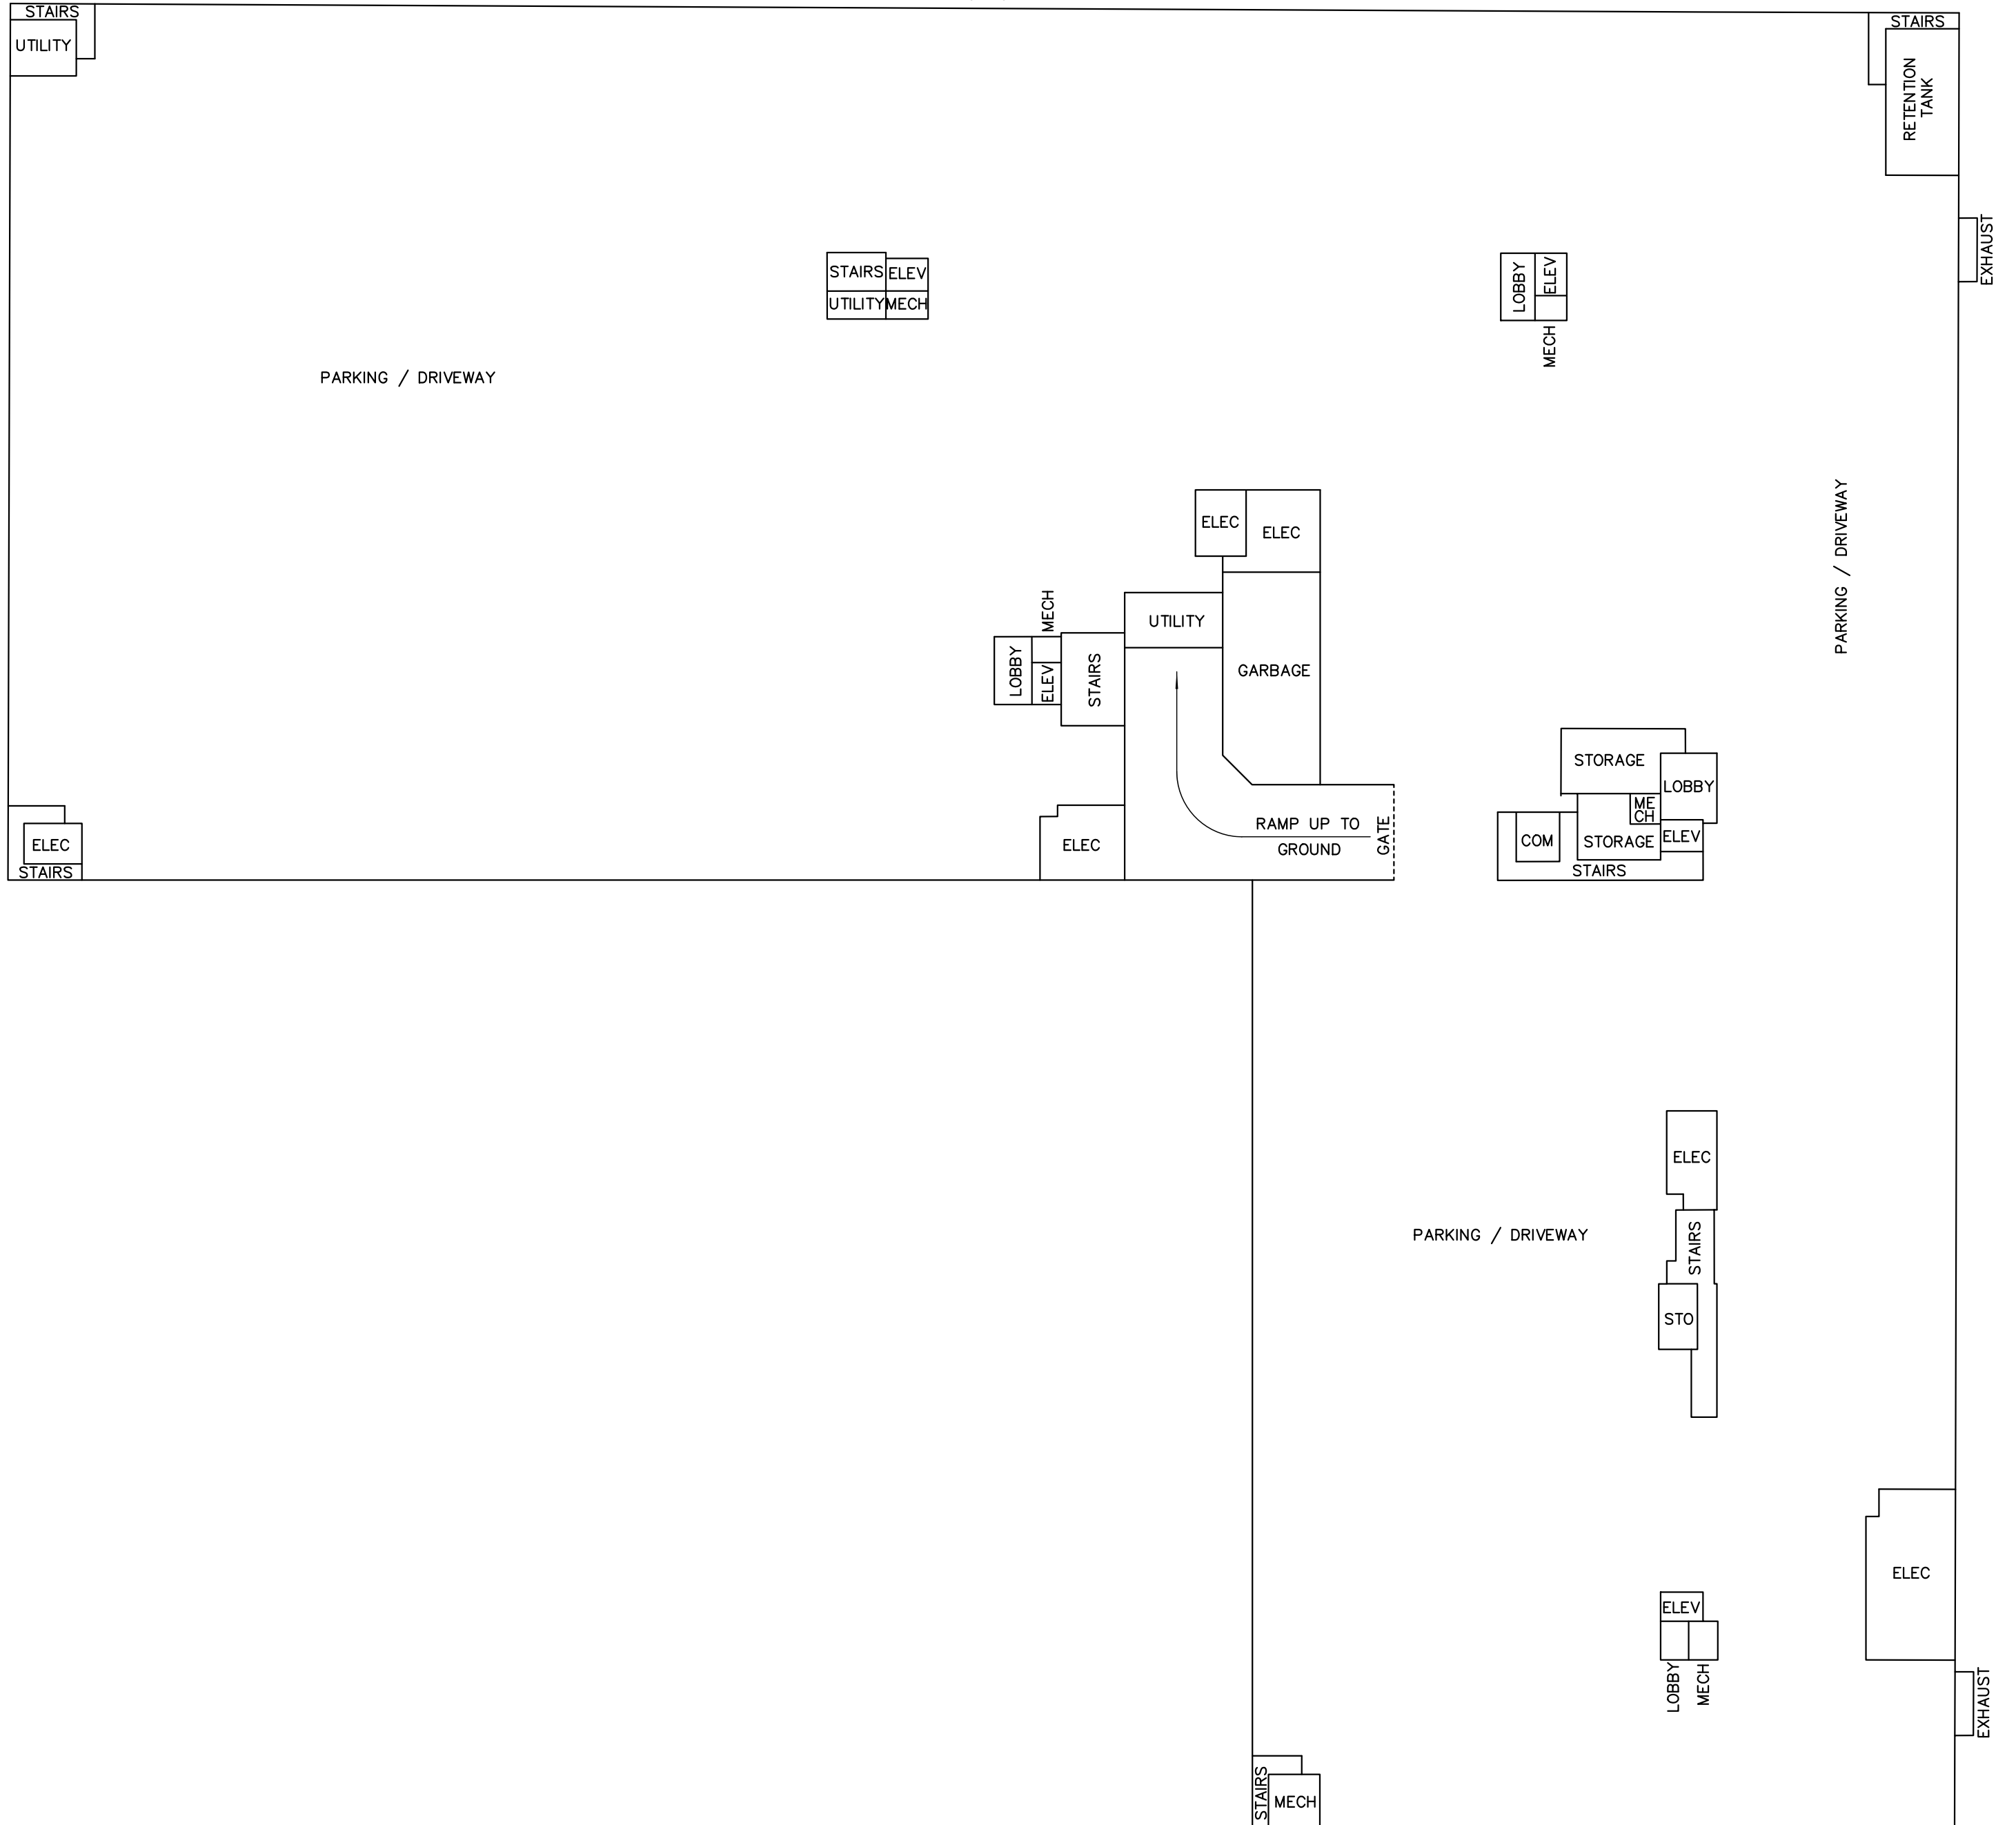 STAIRS
UTILITY
STAIRS
RETENTION
TANK
EXHAUST
STAIRS
ELEV
UTILITY
MECH
LOBBY
ELEV
MECH
PARKING / DRIVEWAY
PARKING / DRIVEWAY
ELEC
ELEC
UTILITY
GARBAGE
MECH
LOBBY
ELEV
STAIRS
STORAGE
LOBBY
ME
CH
COM
STORAGE
ELEV
STAIRS
RAMP UP TO
GROUND
GATE
ELEC
ELEC
STAIRS
ELEC
STAIRS
STO
PARKING / DRIVEWAY
ELEC
ELEV
LOBBY
MECH
EXHAUST
STAIRS
MECH